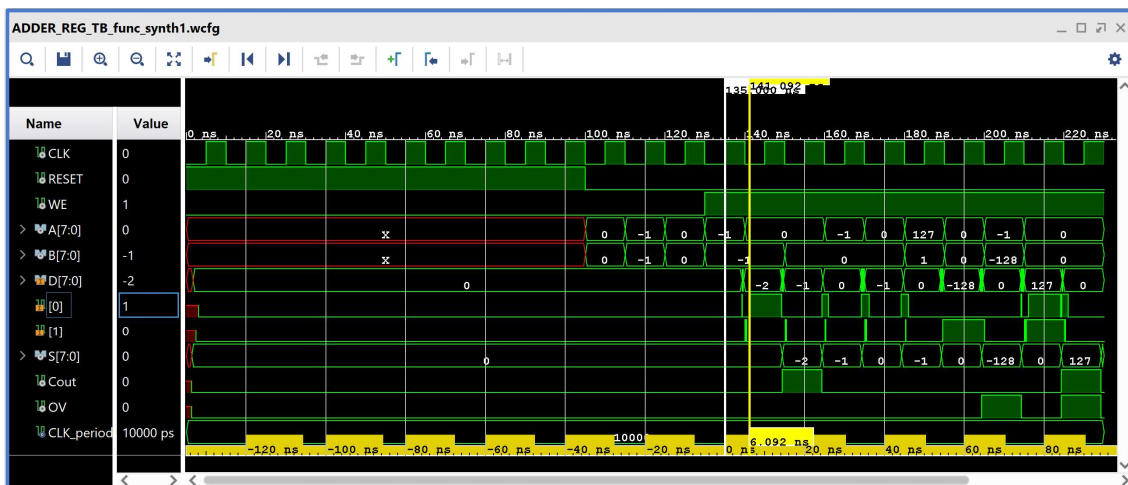 ADDER_REG_TB_func_synth1.wcfg
141.092
135.000 ns
Name Value
0 ns 20 ns 40 ns 60 ns 80 ns 100 ns 120 ns 140 ns 160 ns 180 ns 200 ns 220 ns
CLK 0
RESET 0
WE 1
A[7:0] 0 X 0 -1 0 -1 0 -1 0 127 0 -1 0
B[7:0] -1 X 0 -1 0 -1 0 1 0 -128 0
D[7:0] -2 0 -2 -1 0 -1 0 -128 0 127 0
[0] 1
[1] 0
S[7:0] 0 0 -2 -1 0 -1 0 -128 0 127
Cout 0
OV 0
CLK_period 10000 ps 1000
6.092 ns
-120 ns -100 ns -80 ns -60 ns -40 ns -20 ns 0 ns 20 ns 40 ns 60 ns 80 ns